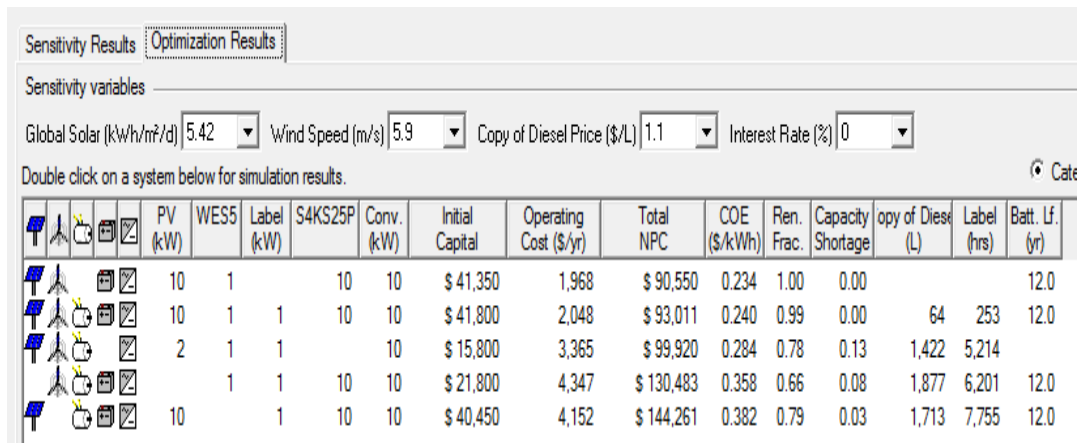 Sensitivity Results Optimization Results
Sensitivity variables
Global Solar (kWh/m²/d) 5.42 Wind Speed (m/s) 5.9 Copy of Diesel Price ($/L) 1.1 Interest Rate (%) 0
Double click on a system below for simulation results. Cate
PV (kW) WES5 Label (kW) S4KS25P Conv. (kW) Initial Capital Operating Cost ($/yr) Total NPC COE ($/kWh) Ren. Frac. Capacity Shortage opy of Diese (L) Label (hrs) Batt. Lf. (yr)
10 1 10 10 $ 41,350 1,968 $ 90,550 0.234 1.00 0.00 12.0
10 1 1 10 10 $ 41,800 2,048 $ 93,011 0.240 0.99 0.00 64 253 12.0
2 1 1 10 $ 15,800 3,365 $ 99,920 0.284 0.78 0.13 1,422 5,214
1 1 10 10 $ 21,800 4,347 $ 130,483 0.358 0.66 0.08 1,877 6,201 12.0
10 1 10 10 $ 40,450 4,152 $ 144,261 0.382 0.79 0.03 1,713 7,755 12.0